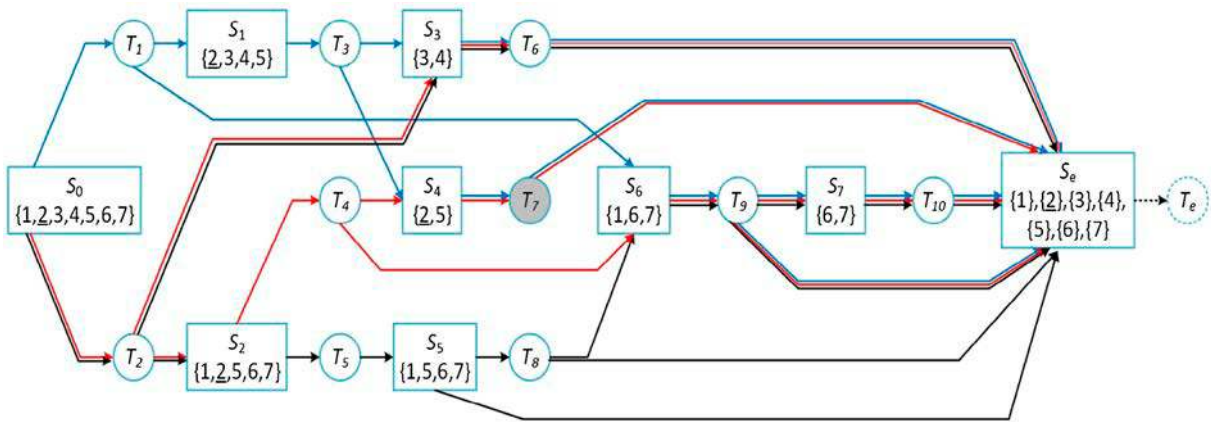 T1
S1
{2,3,4,5}
T3
S3
{3,4}
T6
S0
{1,2,3,4,5,6,7}
T4
S4
{2,5}
T7
S6
{1,6,7}
T9
S7
{6,7}
T10
Se
{1},{2},{3},{4},
{5},{6},{7}
Te
T2
S2
{1,2,5,6,7}
T5
S5
{1,5,6,7}
T8